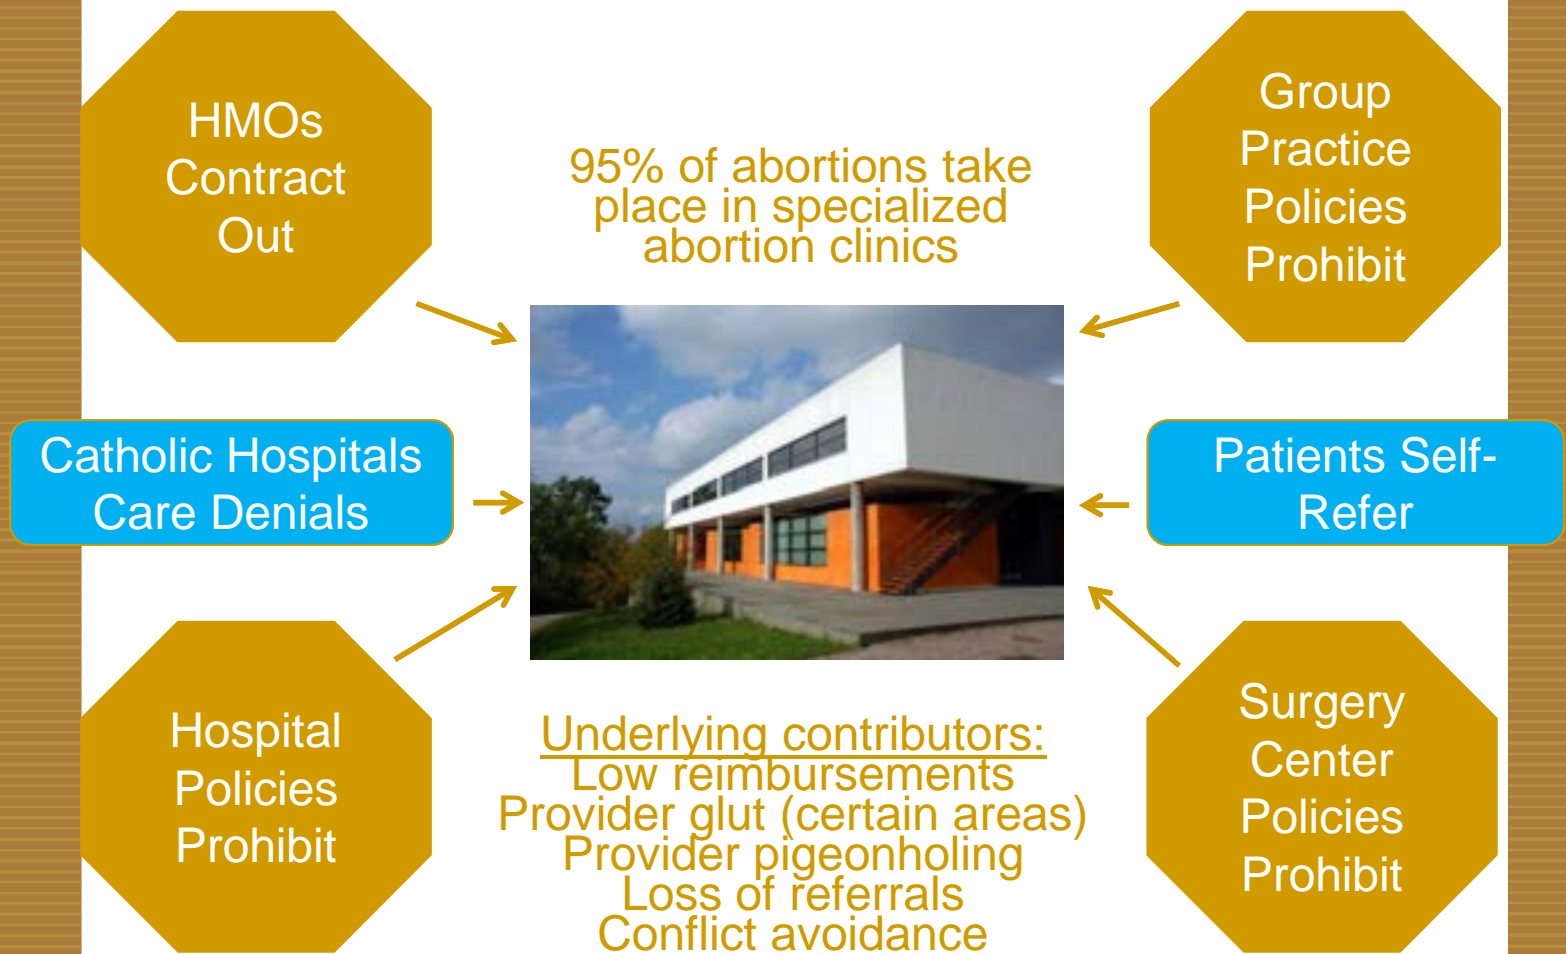 HMOs
Contract
Out
95% of abortions take
place in specialized
abortion clinics
Group
Practice
Policies
Prohibit
Catholic Hospitals
Care Denials
Patients Self-
Refer
Hospital
Policies
Prohibit
Underlying contributors:
Low reimbursements
Provider glut (certain areas)
Provider pigeonholing
Loss of referrals
Conflict avoidance
Surgery
Center
Policies
Prohibit